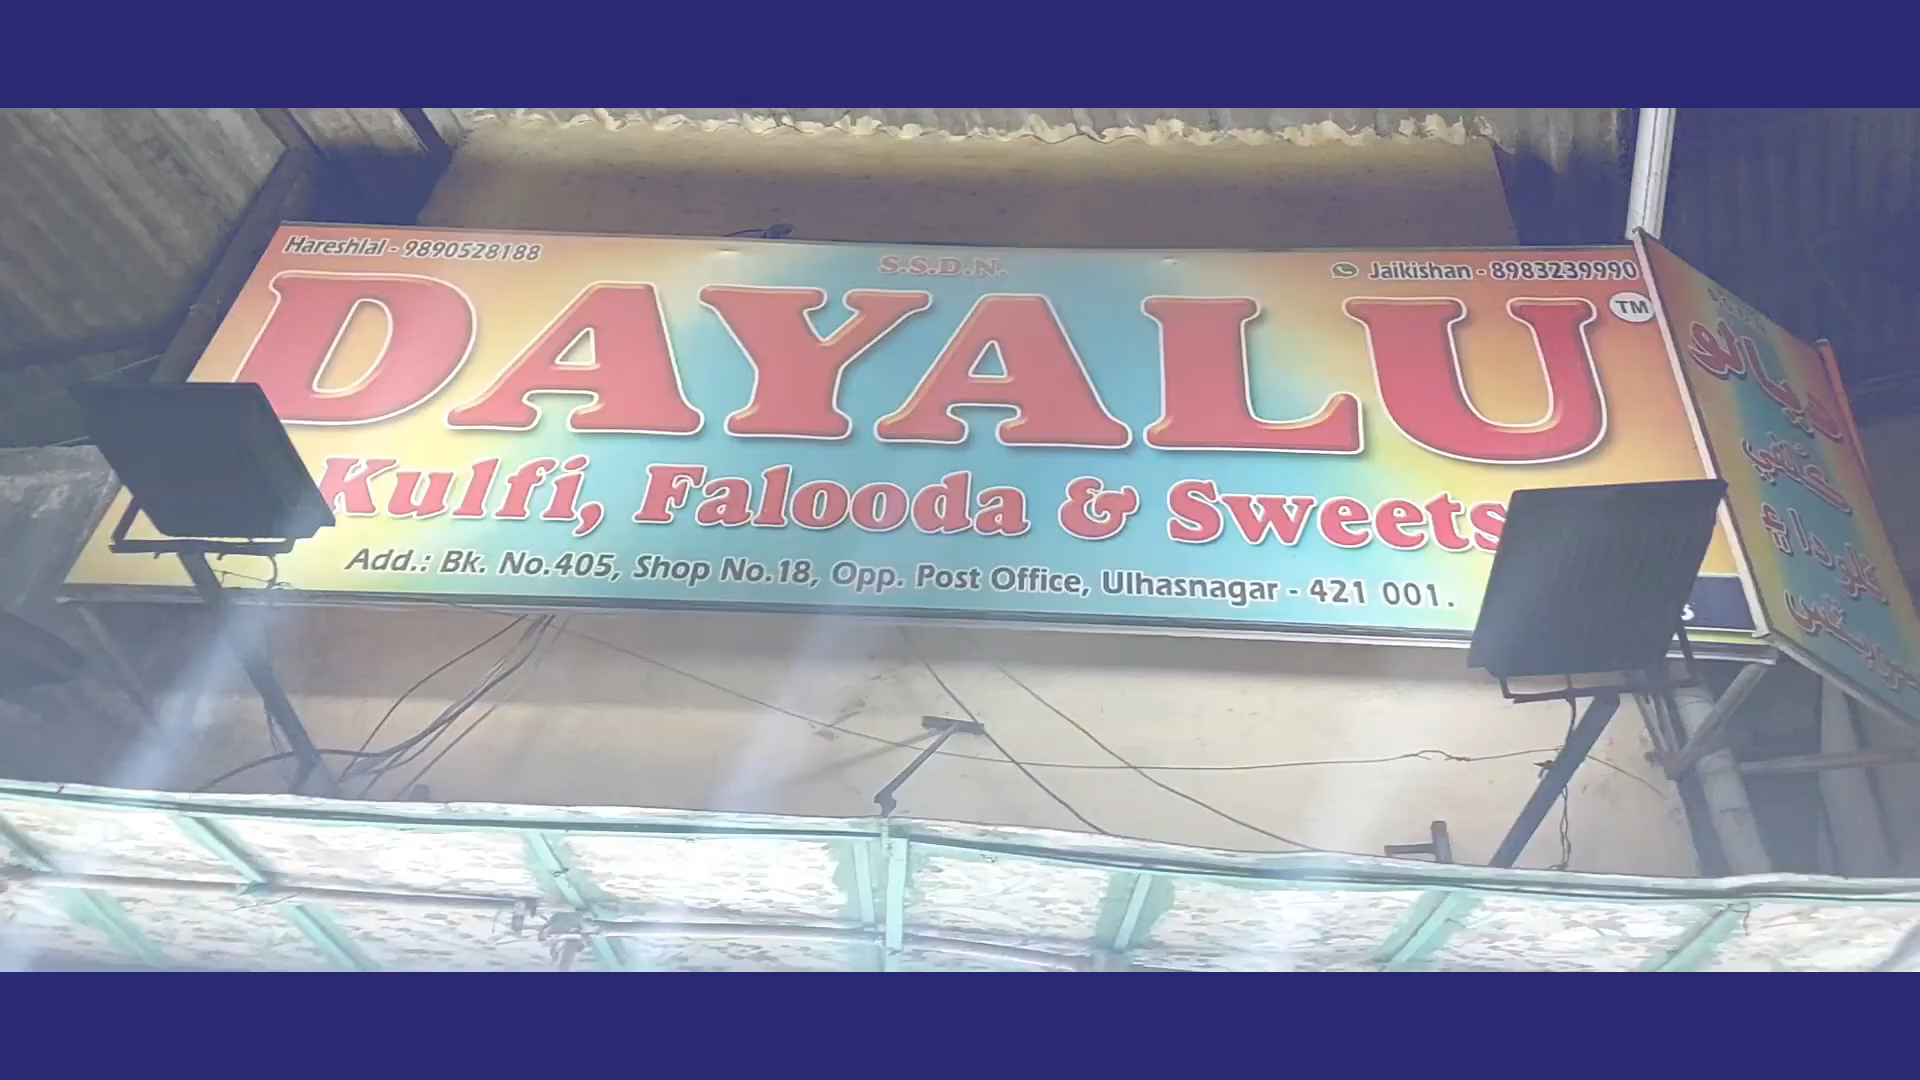 Hareshlal - 9890528188
S.S.D.N.
Jaikishan - 8983239990
DAYALU TM
Kulfi, Falooda & Sweets
Add.: Bk. No.405, Shop No.18, Opp. Post Office, Ulhasnagar - 421 001.